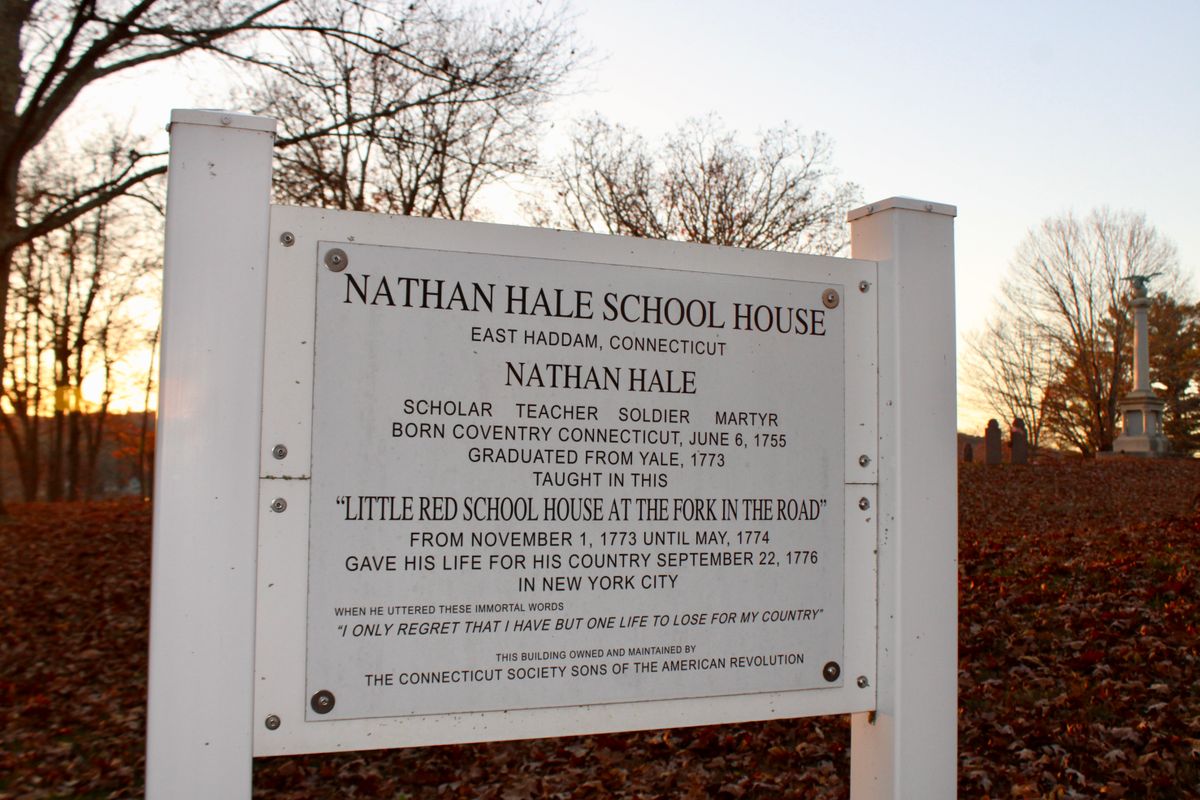 NATHAN HALE SCHOOL HOUSE
EAST HADDAM, CONNECTICUT
NATHAN HALE
SCHOLAR TEACHER SOLDIER MARTYR
BORN COVENTRY CONNECTICUT, JUNE 6, 1755
GRADUATED FROM YALE, 1773
TAUGHT IN THIS
“LITTLE RED SCHOOL HOUSE AT THE FORK IN THE ROAD”
FROM NOVEMBER 1, 1773 UNTIL MAY, 1774
GAVE HIS LIFE FOR HIS COUNTRY SEPTEMBER 22, 1776
IN NEW YORK CITY
WHEN HE UTTERED THESE IMMORTAL WORDS
“I ONLY REGRET THAT I HAVE BUT ONE LIFE TO LOSE FOR MY COUNTRY”
THIS BUILDING OWNED AND MAINTAINED BY
THE CONNECTICUT SOCIETY SONS OF THE AMERICAN REVOLUTION